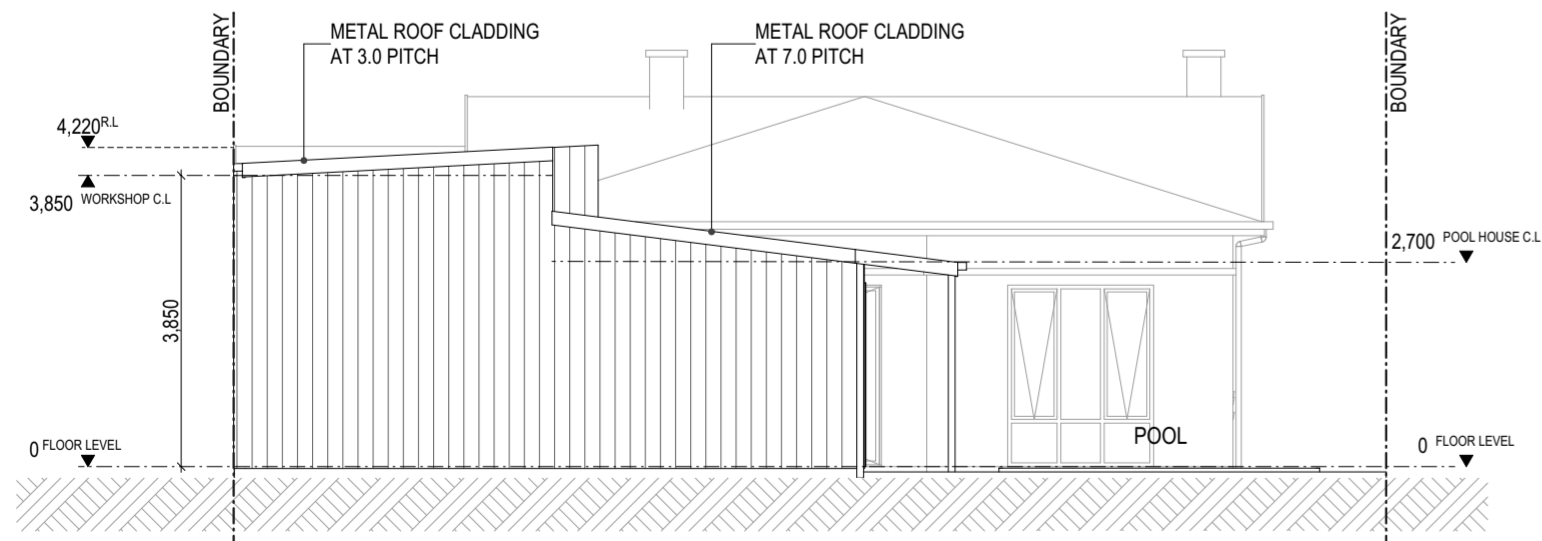 BOUNDARY
METAL ROOF CLADDING
AT 3.0 PITCH
METAL ROOF CLADDING
AT 7.0 PITCH
BOUNDARY
4,220 R.L
3,850 WORKSHOP C.L
2,700 POOL HOUSE C.L
3,850
POOL
0 FLOOR LEVEL
0 FLOOR LEVEL